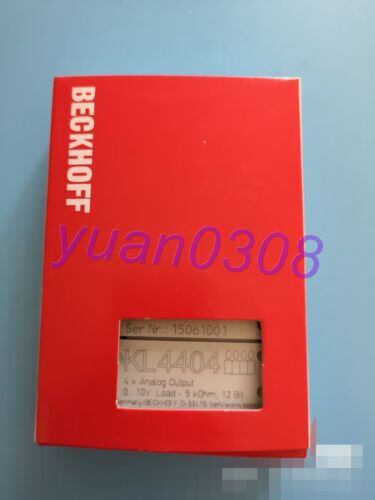 BECKHOFF
yuan0308
Ser.Nr.: 15061D01
KL4404
4 x Analog Output
0...10V, Load - 5 kOhm, 12 Bit